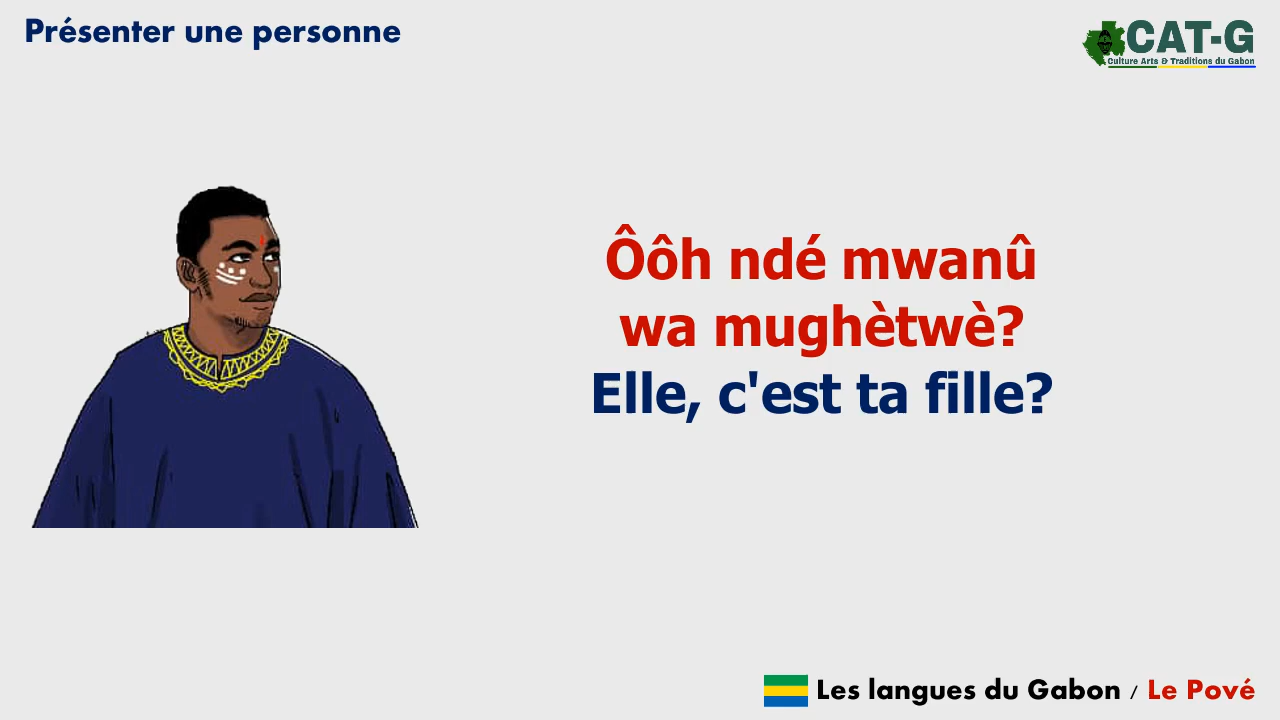 Présenter une personne
CAT-G
Culture Arts & Traditions du Gabon
Ôôh ndé mwanû
wa mughètwè?
Elle, c'est ta fille?
Les langues du Gabon / Le Pové